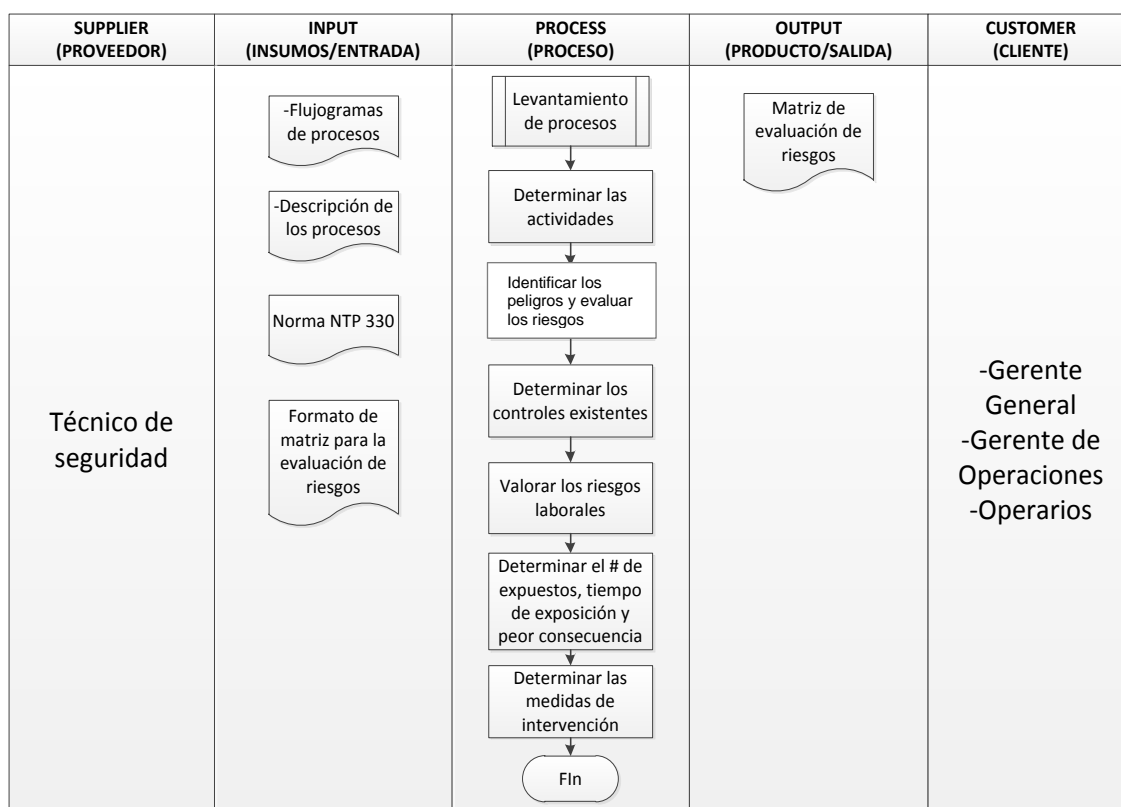 SUPPLIER
(PROVEEDOR)
INPUT
(INSUMOS/ENTRADA)
PROCESS
(PROCESO)
OUTPUT
(PRODUCTO/SALIDA)
CUSTOMER
(CLIENTE)
Técnico de
seguridad
-Flujogramas
de procesos
-Descripción de
los procesos
Norma NTP 330
Formato de
matriz para la
evaluación de
riesgos
Levantamiento
de procesos
Determinar las
actividades
Identificar los
peligros y evaluar
los riesgos
Determinar los
controles existentes
Valorar los riesgos
laborales
Determinar el # de
expuestos, tiempo
de exposición y
peor consecuencia
Determinar las
medidas de
intervención
FIn
Matriz de
evaluación de
riesgos
-Gerente
General
-Gerente de
Operaciones
-Operarios